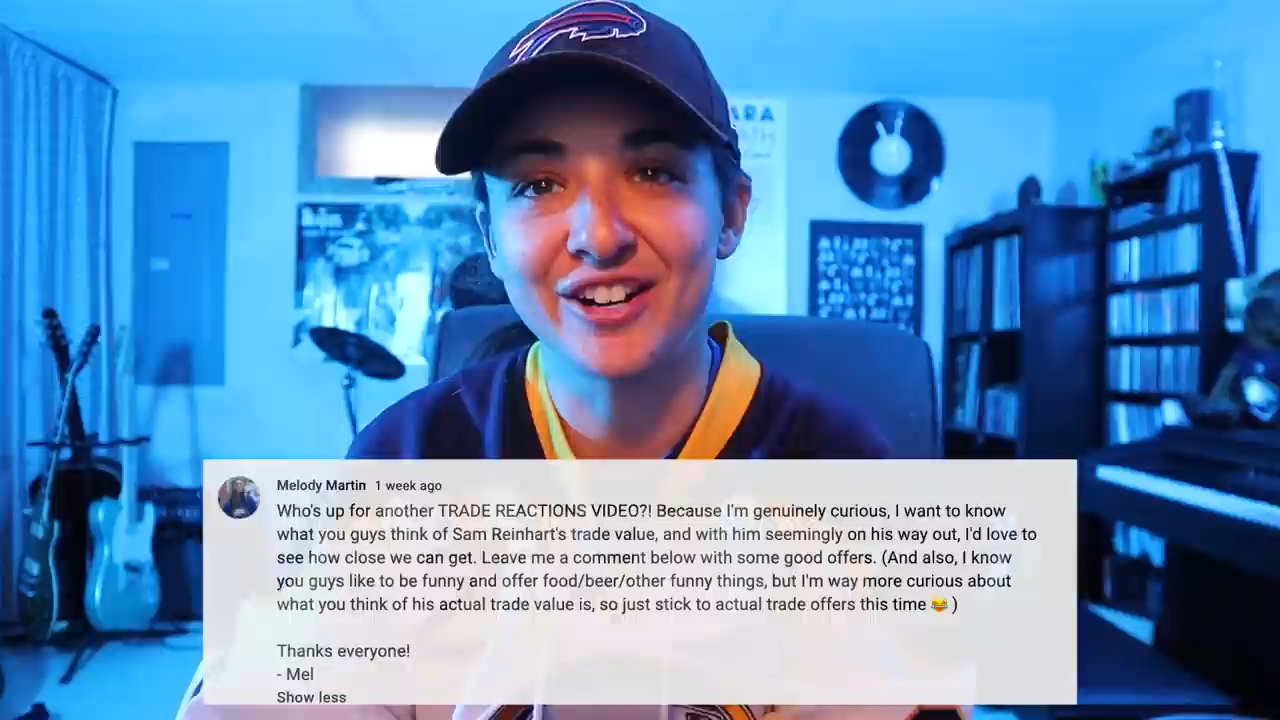 ARA
Melody Martin 1 week ago
Who's up for another TRADE REACTIONS VIDEO?! Because I'm genuinely curious, I want to know
what you guys think of Sam Reinhart's trade value, and with him seemingly on his way out, I'd love to
see how close we can get. Leave me a comment below with some good offers. (And also, I know
you guys like to be funny and offer food/beer/other funny things, but I'm way more curious about
what you think of his actual trade value is, so just stick to actual trade offers this time 😂 )
Thanks everyone!
- Mel
Show less